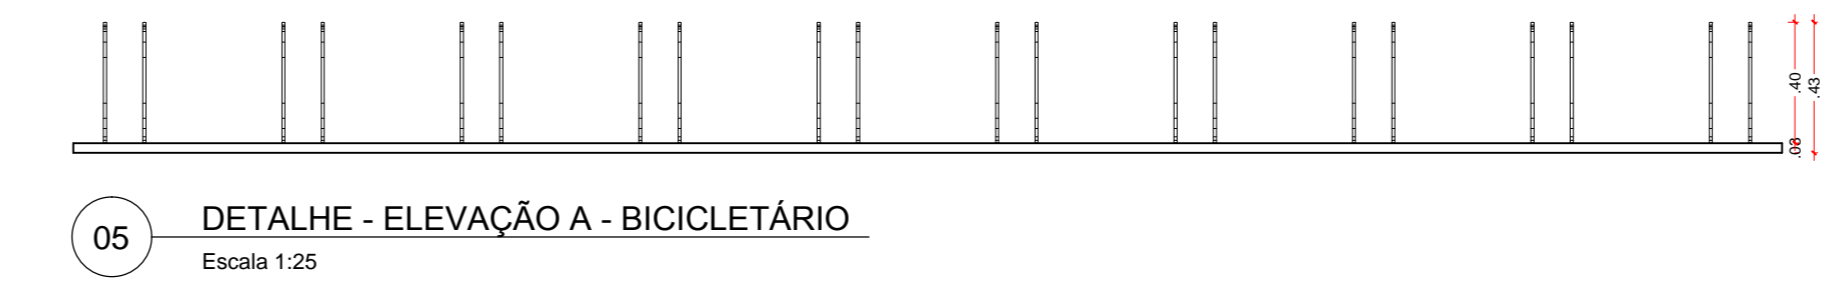 .40
.43
.03
05
DETALHE - ELEVAÇÃO A - BICICLETÁRIO
Escala 1:25